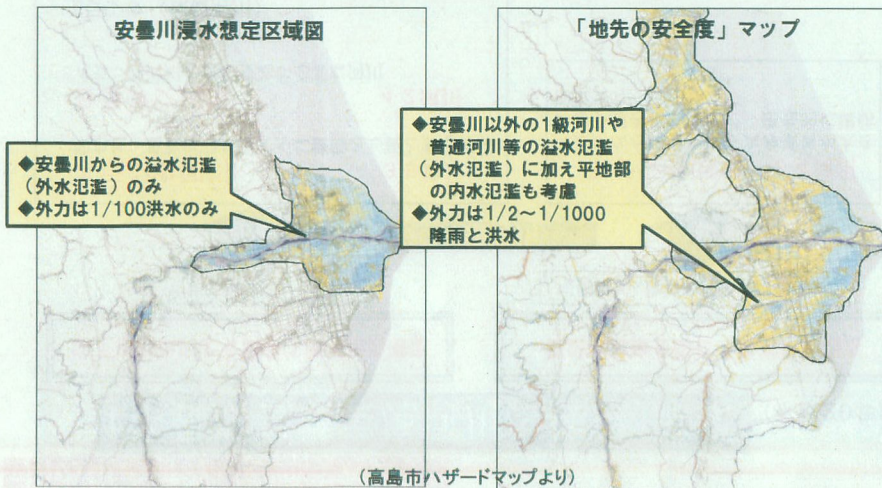 安曇川浸水想定区域図
◆安曇川からの溢水氾濫
(外水氾濫)のみ
◆外力は1/100洪水のみ
「地先の安全度」マップ
◆安曇川以外の1級河川や
普通河川等の溢水氾濫
(外水氾濫)に加え平地部
の内水氾濫も考慮
◆外力は1/2～1/1000
降雨と洪水
(高島市ハザードマップより)